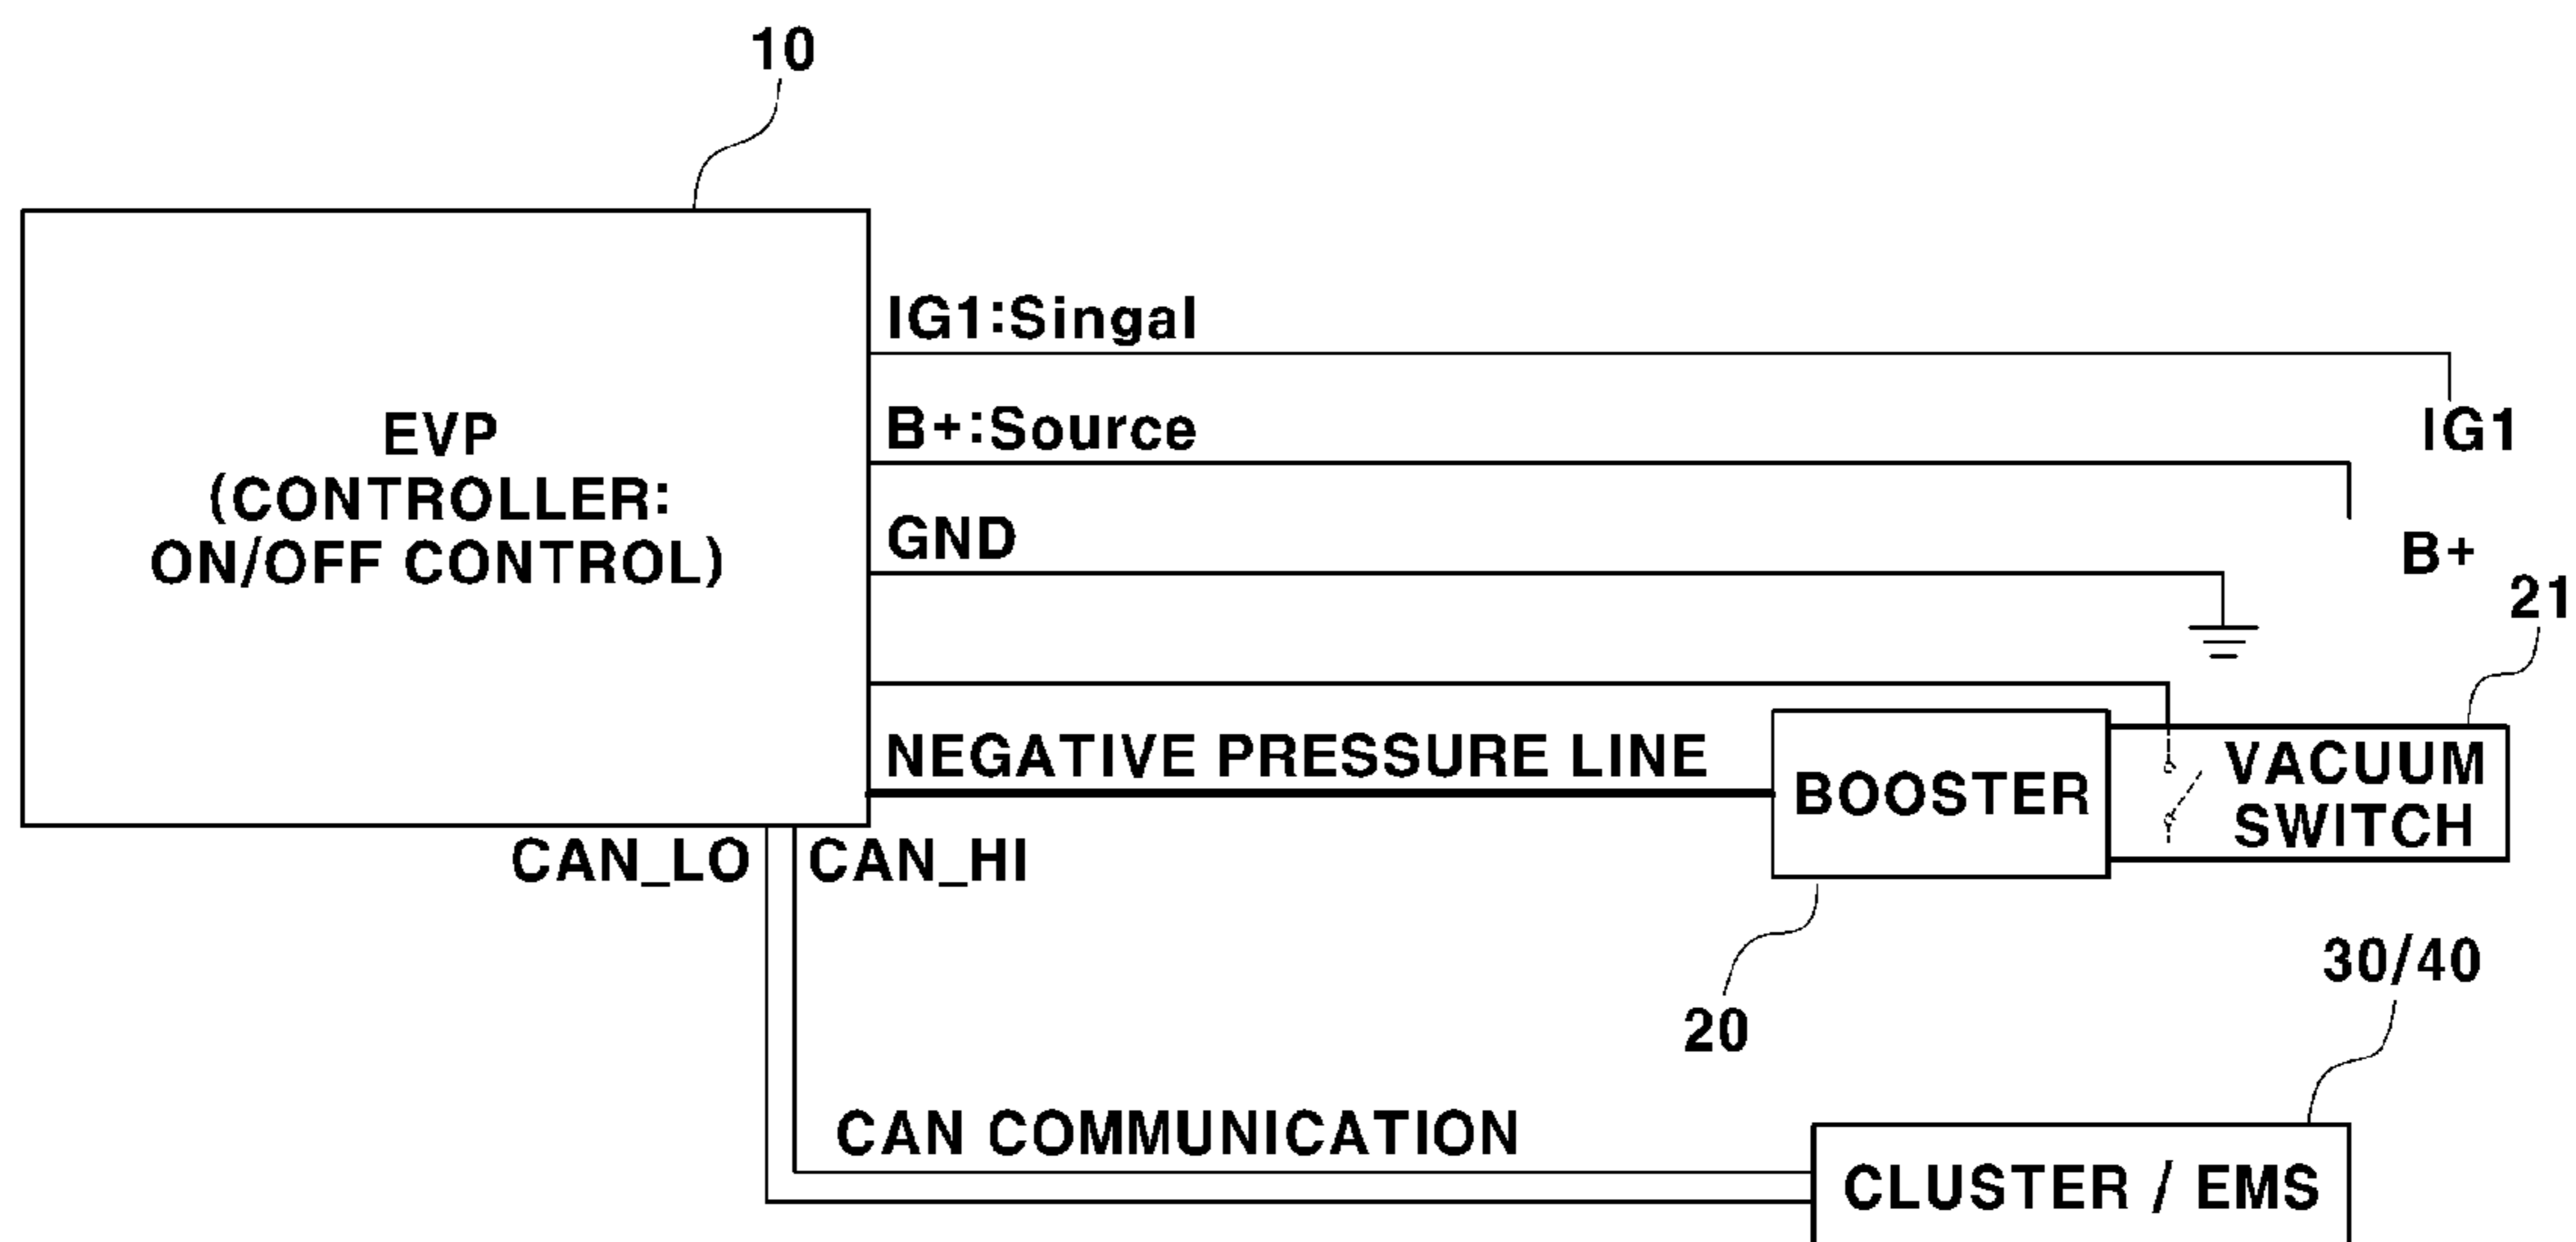 10
IG1:Singal
EVP
(CONTROLLER:
ON/OFF CONTROL)
B+:Source
IG1
GND
B+
21
NEGATIVE PRESSURE LINE
BOOSTER
VACUUM
SWITCH
CAN_LO
CAN_HI
30/40
20
CAN COMMUNICATION
CLUSTER / EMS